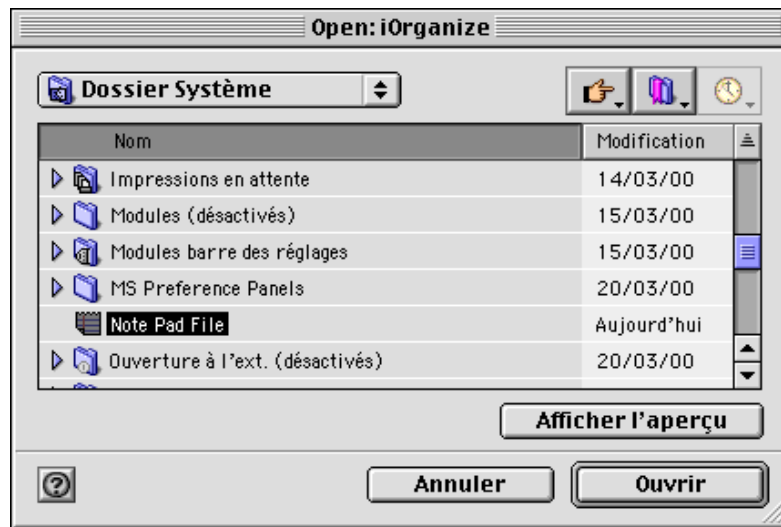 Open: iOrganize
Dossier Système
Nom Modification
Impressions en attente 14/03/00
Modules (désactivés) 15/03/00
Modules barre des réglages 15/03/00
MS Preference Panels 20/03/00
Note Pad File Aujourd'hui
Ouverture à l'ext. (désactivés) 20/03/00
Afficher l'aperçu
? Annuler Ouvrir